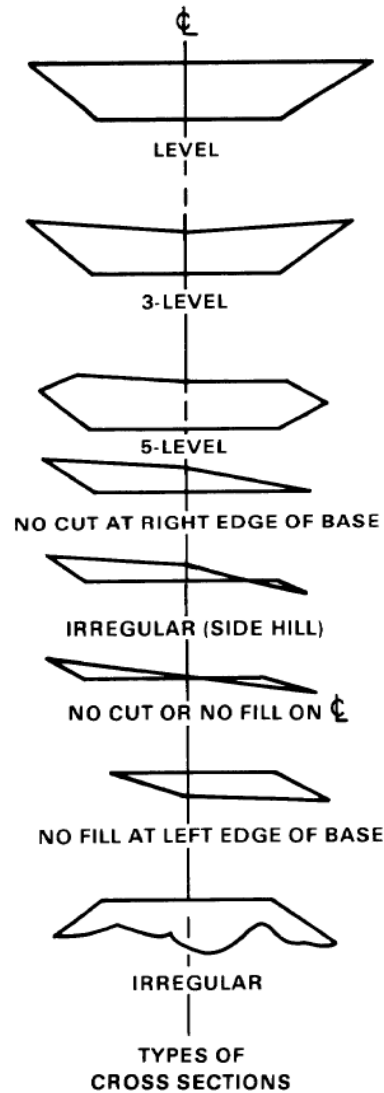 ℄
LEVEL
3-LEVEL
5-LEVEL
NO CUT AT RIGHT EDGE OF BASE
IRREGULAR (SIDE HILL)
NO CUT OR NO FILL ON ℄
NO FILL AT LEFT EDGE OF BASE
IRREGULAR
TYPES OF
CROSS SECTIONS